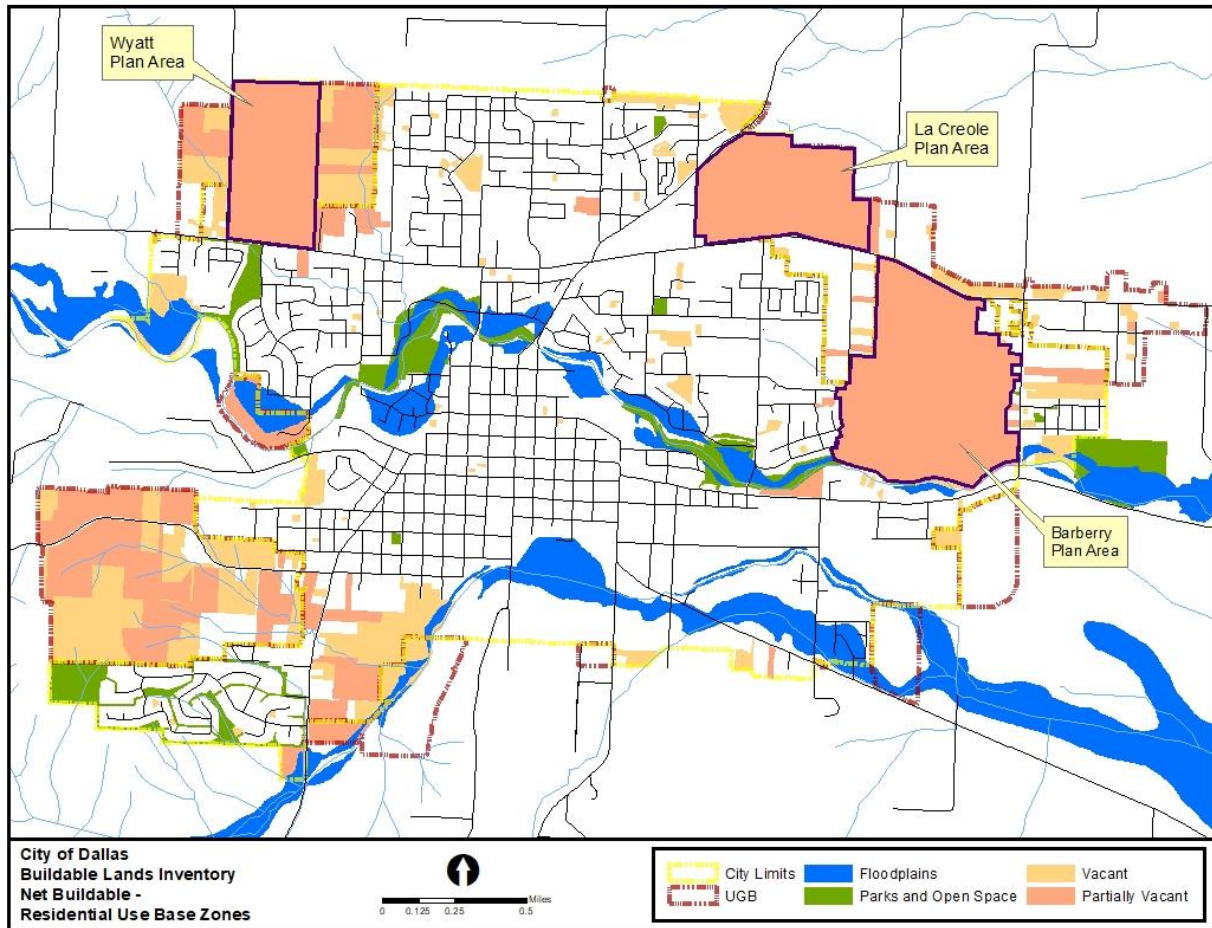 Wyatt
Plan Area
La Creole
Plan Area
Barberry
Plan Area
City of Dallas
Buildable Lands Inventory
Net Buildable -
Residential Use Base Zones
Miles
0 0.125 0.25 0.5
City Limits
UGB
Floodplains
Parks and Open Space
Vacant
Partially Vacant